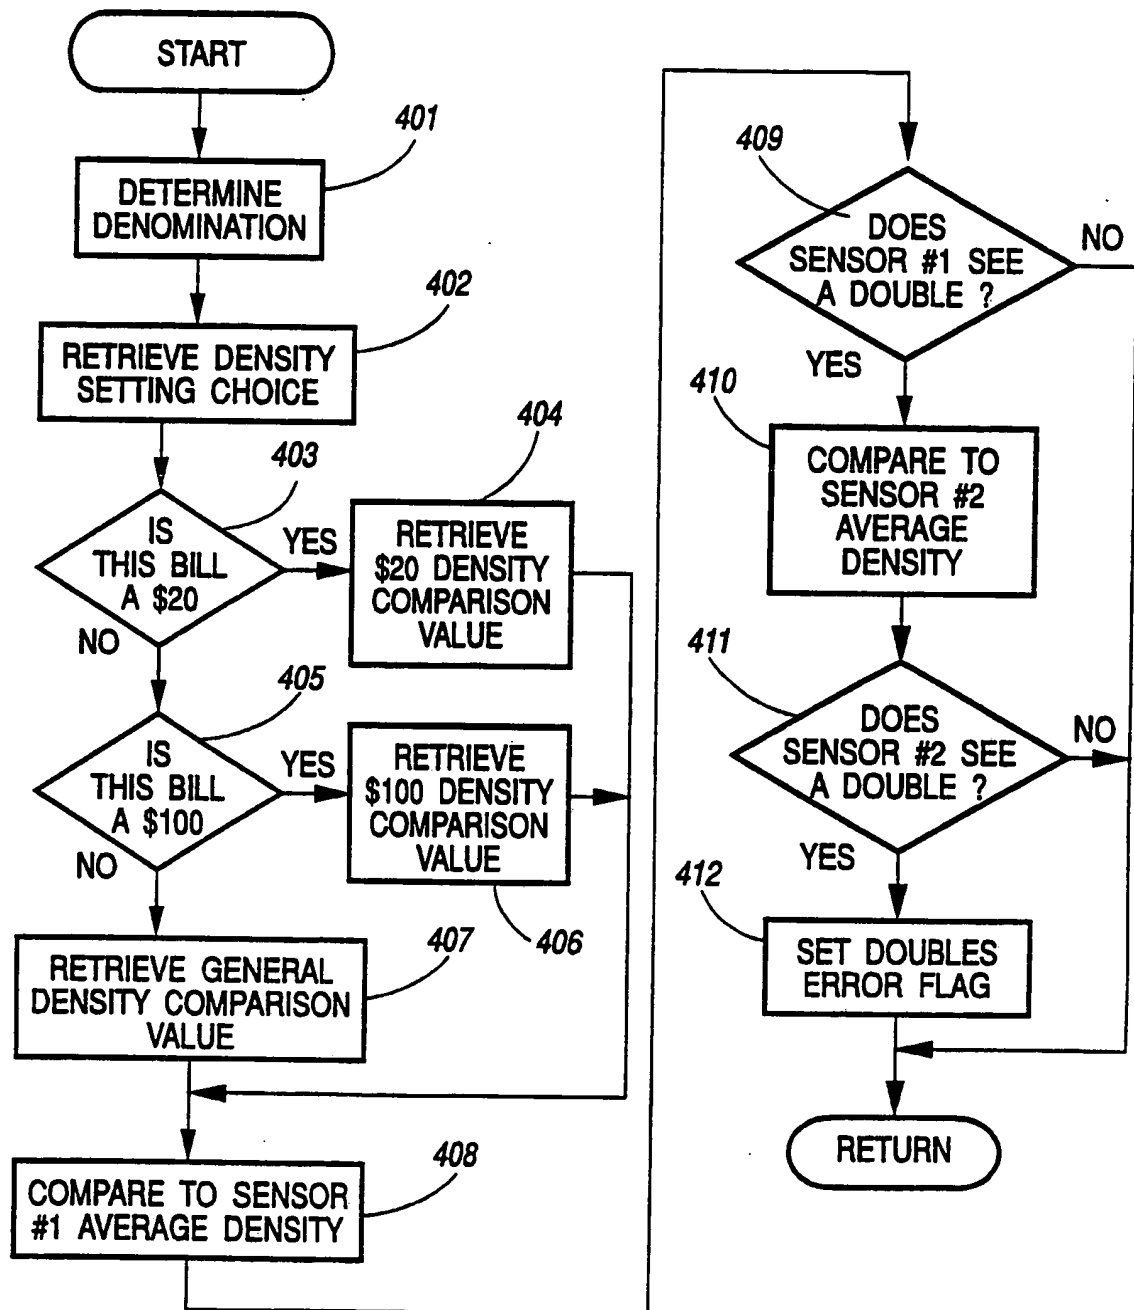 START
401
DETERMINE
DENOMINATION
402
RETRIEVE DENSITY
SETTING CHOICE
403
IS
THIS BILL
A $20
YES
NO
404
RETRIEVE
$20 DENSITY
COMPARISON
VALUE
405
IS
THIS BILL
A $100
YES
NO
RETRIEVE
$100 DENSITY
COMPARISON
VALUE
406
407
RETRIEVE GENERAL
DENSITY COMPARISON
VALUE
408
COMPARE TO SENSOR
#1 AVERAGE DENSITY
409
DOES
SENSOR #1 SEE
A DOUBLE ?
NO
YES
410
COMPARE TO
SENSOR #2
AVERAGE
DENSITY
411
DOES
SENSOR #2 SEE
A DOUBLE ?
NO
YES
412
SET DOUBLES
ERROR FLAG
RETURN